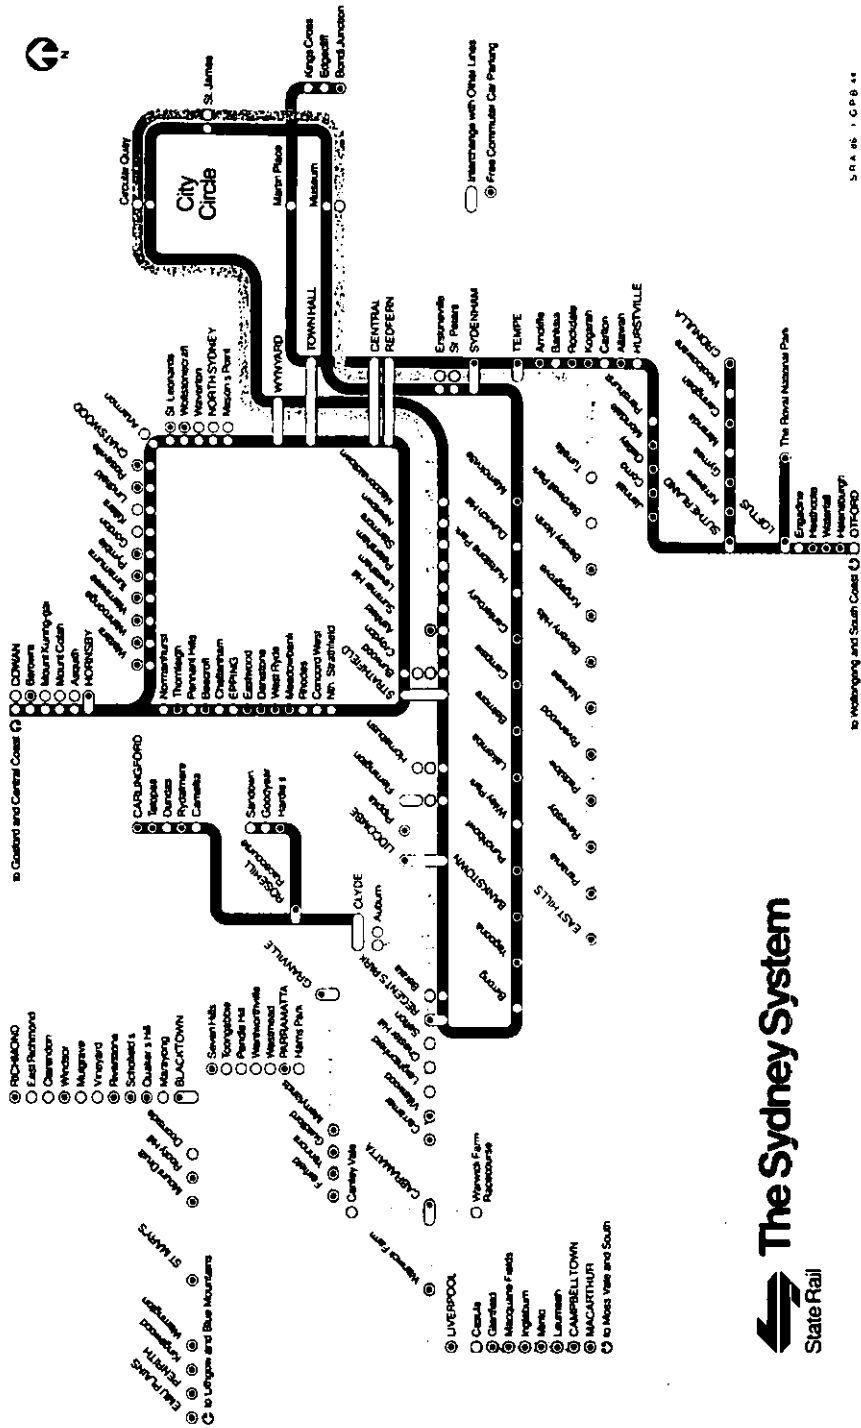 N
Circular Quay
St. James
City
Circle
Martin Place
Museum
Kings Cross
Edgecliff
Bondi Junction
Interchange with Other Lines
Free Commuter Car Parking
WYNYARD
TOWN HALL
CENTRAL
REDFERN
Erskineville
St Peters
SYDENHAM
TEMPE
Arncliffe
Banksia
Rockdale
Kogarah
Carlton
Allawah
HURSTVILLE
Penshurst
Mortdale
Oatley
Como
Jannali
SUTHERLAND
Kirrawee
Gymea
Miranda
Caringbah
Woolooware
CRONULLA
LOFTUS
The Royal National Park
Engadine
Heathcote
Waterfall
Helensburgh
OTFORD
to Wollongong and South Coast
to Gosford and Central Coast
COWAN
Berowra
Mount Kuring-gai
Mount Colah
Asquith
HORNSBY
Waitara
Wahroonga
Warrawee
Turramurra
Pymble
Gordon
Killara
Lindfield
Roseville
CHATSWOOD
Artarmon
St Leonards
Wollstonecraft
Waverton
NORTH SYDNEY
Milson's Point
Normanhurst
Thornleigh
Pennant Hills
Beecroft
Cheltenham
EPPING
Eastwood
Denistone
West Ryde
Meadowbank
Rhodes
Concord West
Nth Strathfield
STRATHFIELD
Burwood
Croydon
Ashfield
Summer Hill
Lewisham
Petersham
Stanmore
Newtown
Macdonaldtown
Homebush
Flemington
LIDCOMBE
Marrickville
Dulwich Hill
Hurlstone Park
Canterbury
Campsie
Belmore
Lakemba
Wiley Park
Punchbowl
BANKSTOWN
Yagoona
Birrong
Turrella
Bardwell Park
Bexley North
Kingsgrove
Beverly Hills
Narwee
Riverwood
Padstow
Revesby
Panania
EAST HILLS
CARLINGFORD
Telopea
Dundas
Rydalmere
Camellia
Sandown
Goodyear
Hardie's
ROSEHILL
Racecourse
CLYDE
Auburn
GRANVILLE
REGENT'S PARK
Berala
Sefton
Chester Hill
Leightonfield
Villawood
Carramar
CABRAMATTA
Warwick Farm
Racecourse
Warwick Farm
LIVERPOOL
Casula
Glenfield
Macquarie Fields
Ingleburn
Minto
Leumeah
CAMPBELLTOWN
MACARTHUR
to Moss Vale and South
Merrylands
Guildford
Yennora
Fairfield
Canley Vale
Seven Hills
Toongabbie
Pendle Hill
Wentworthville
Westmead
PARRAMATTA
Harris Park
RICHMOND
East Richmond
Clarendon
Windsor
Mulgrave
Vineyard
Riverstone
Schofield's
Quaker's Hill
Marayong
BLACKTOWN
Doonside
Rooty Hill
Mount Druitt
ST MARY'S
Werrington
Kingswood
PENRITH
EMU PLAINS
to Lithgow and Blue Mountains
State Rail
The Sydney System